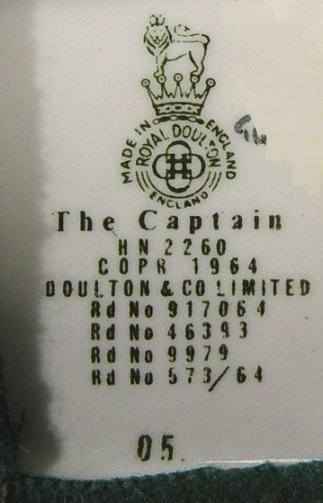 MADE IN ENGLAND
ROYAL DOULTON
ENGLAND
The Captain
HN 2260
COPR 1964
DOULTON & CO LIMITED
Rd No 917064
Rd No 46393
Rd No 9979
Rd No 573/64
05.